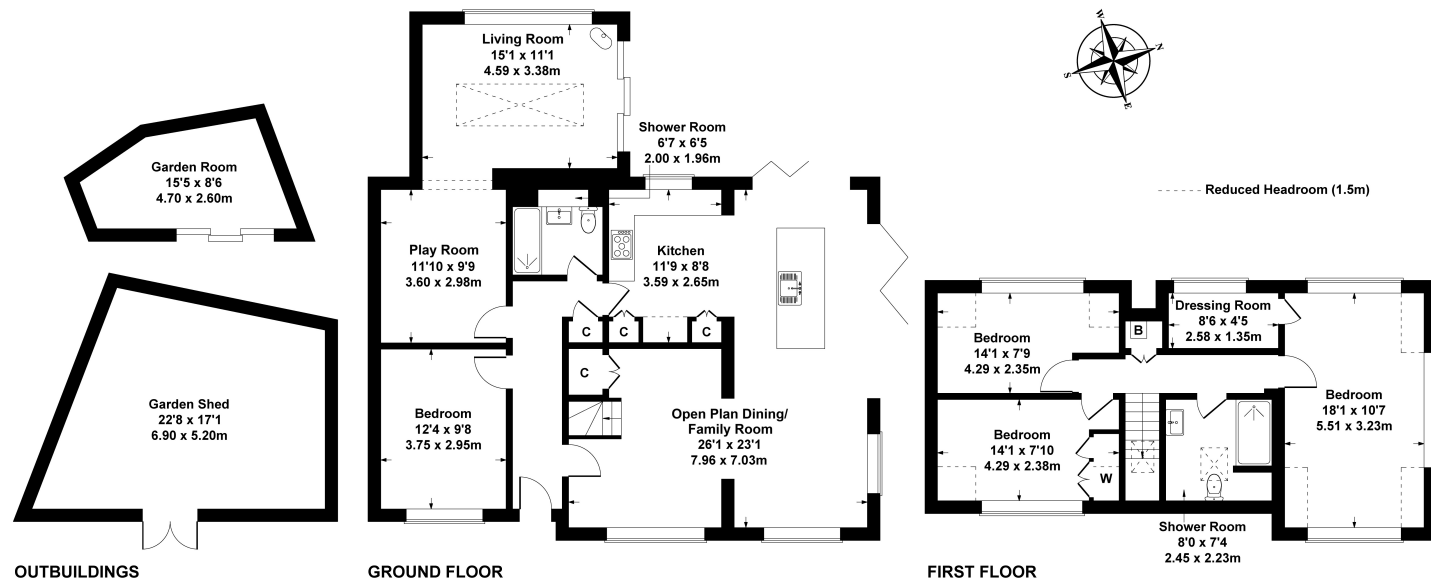 Living Room
15'1 x 11'1
4.59 x 3.38m
W
N
S
E
Shower Room
6'7 x 6'5
2.00 x 1.96m
Garden Room
15'5 x 8'6
4.70 x 2.60m
Reduced Headroom (1.5m)
Play Room
11'10 x 9'9
3.60 x 2.98m
Kitchen
11'9 x 8'8
3.59 x 2.65m
C
C
C
C
Dressing Room
8'6 x 4'5
2.58 x 1.35m
B
Bedroom
14'1 x 7'9
4.29 x 2.35m
Garden Shed
22'8 x 17'1
6.90 x 5.20m
Bedroom
12'4 x 9'8
3.75 x 2.95m
Open Plan Dining/
Family Room
26'1 x 23'1
7.96 x 7.03m
Bedroom
18'1 x 10'7
5.51 x 3.23m
Bedroom
14'1 x 7'10
4.29 x 2.38m
W
Shower Room
8'0 x 7'4
2.45 x 2.23m
OUTBUILDINGS
GROUND FLOOR
FIRST FLOOR